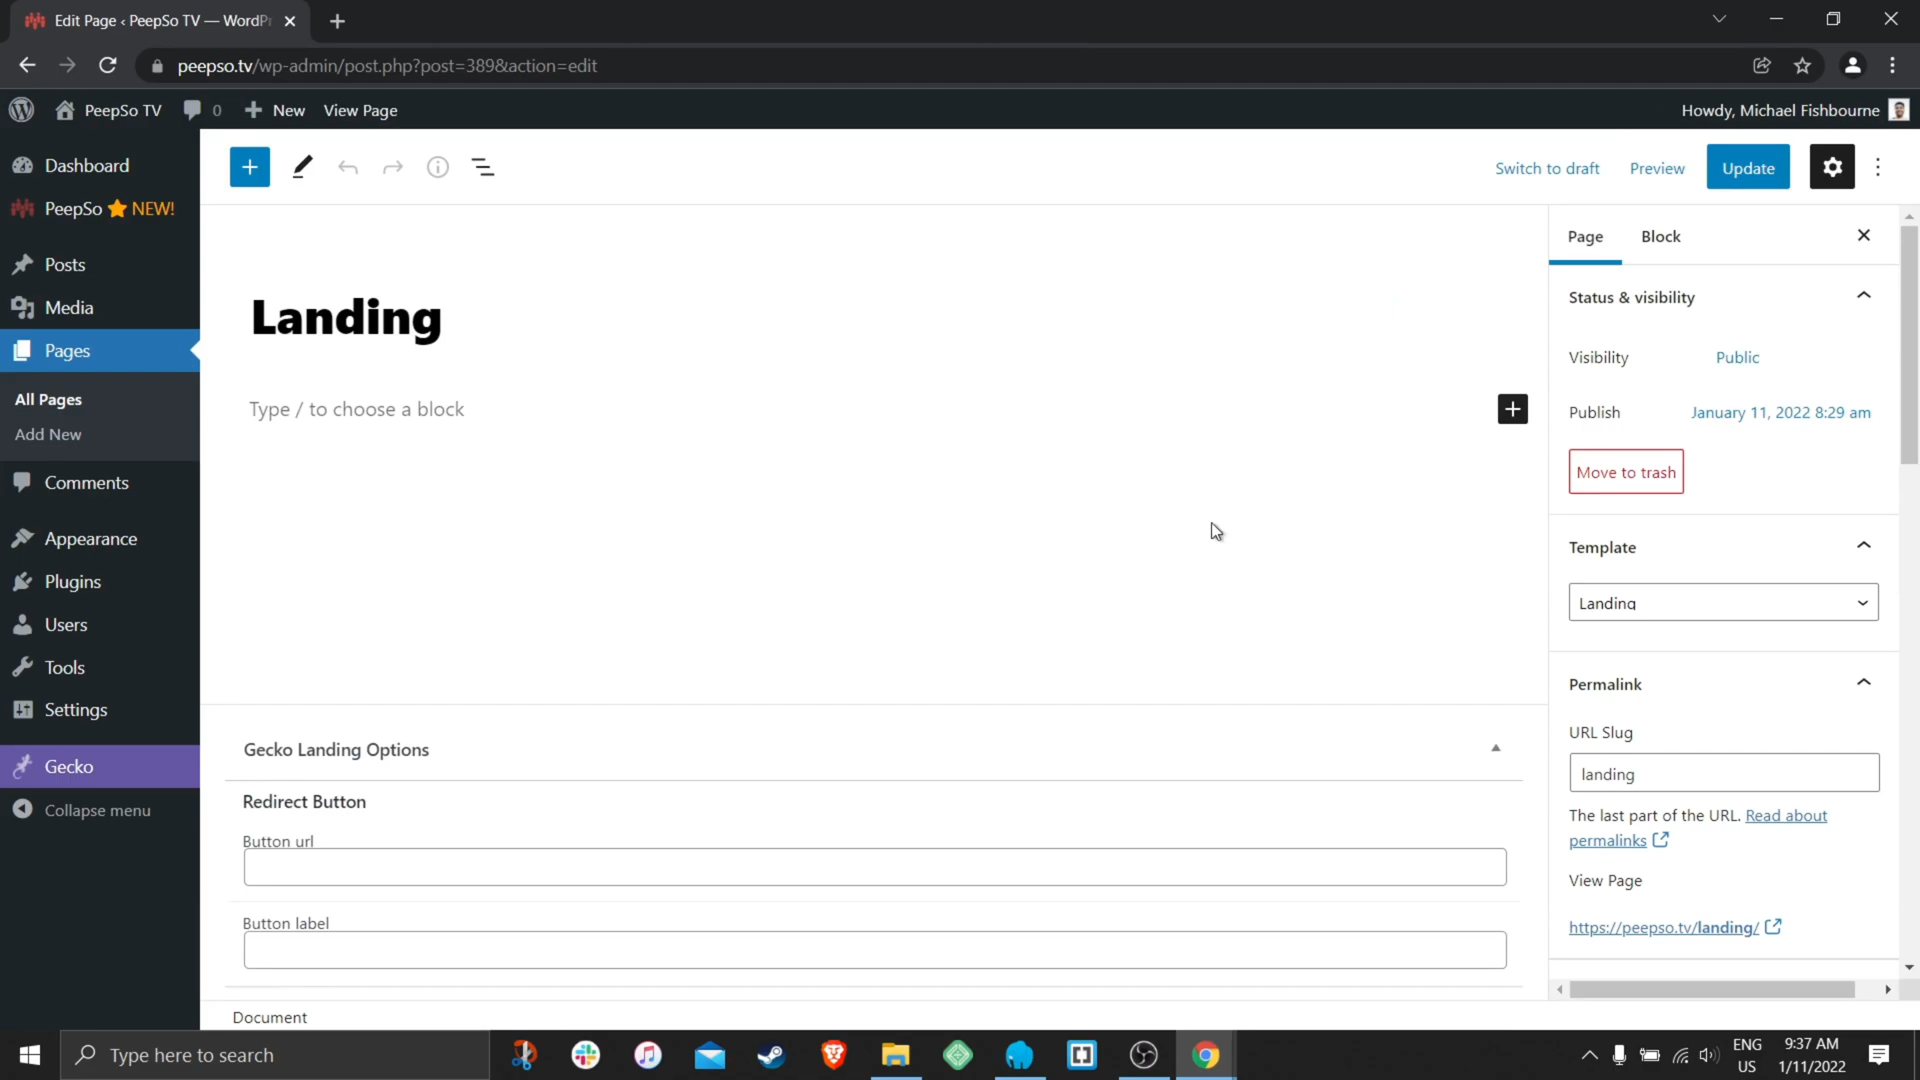 Edit Page ‹ PeepSo TV — WordPr
peepso.tv/wp-admin/post.php?post=389&action=edit
PeepSo TV
0
New
View Page
Howdy, Michael Fishbourne
Dashboard
PeepSo NEW!
Posts
Media
Pages
All Pages
Add New
Comments
Appearance
Plugins
Users
Tools
Settings
Gecko
Collapse menu
Switch to draft
Preview
Update
Landing
Type / to choose a block
Gecko Landing Options
Redirect Button
Button url
Button label
Document
Page
Block
Status & visibility
Visibility
Public
Publish
January 11, 2022 8:29 am
Move to trash
Template
Landing
Permalink
URL Slug
landing
The last part of the URL. Read about
permalinks
View Page
https://peepso.tv/landing/
Type here to search
ENG
US
9:37 AM
1/11/2022